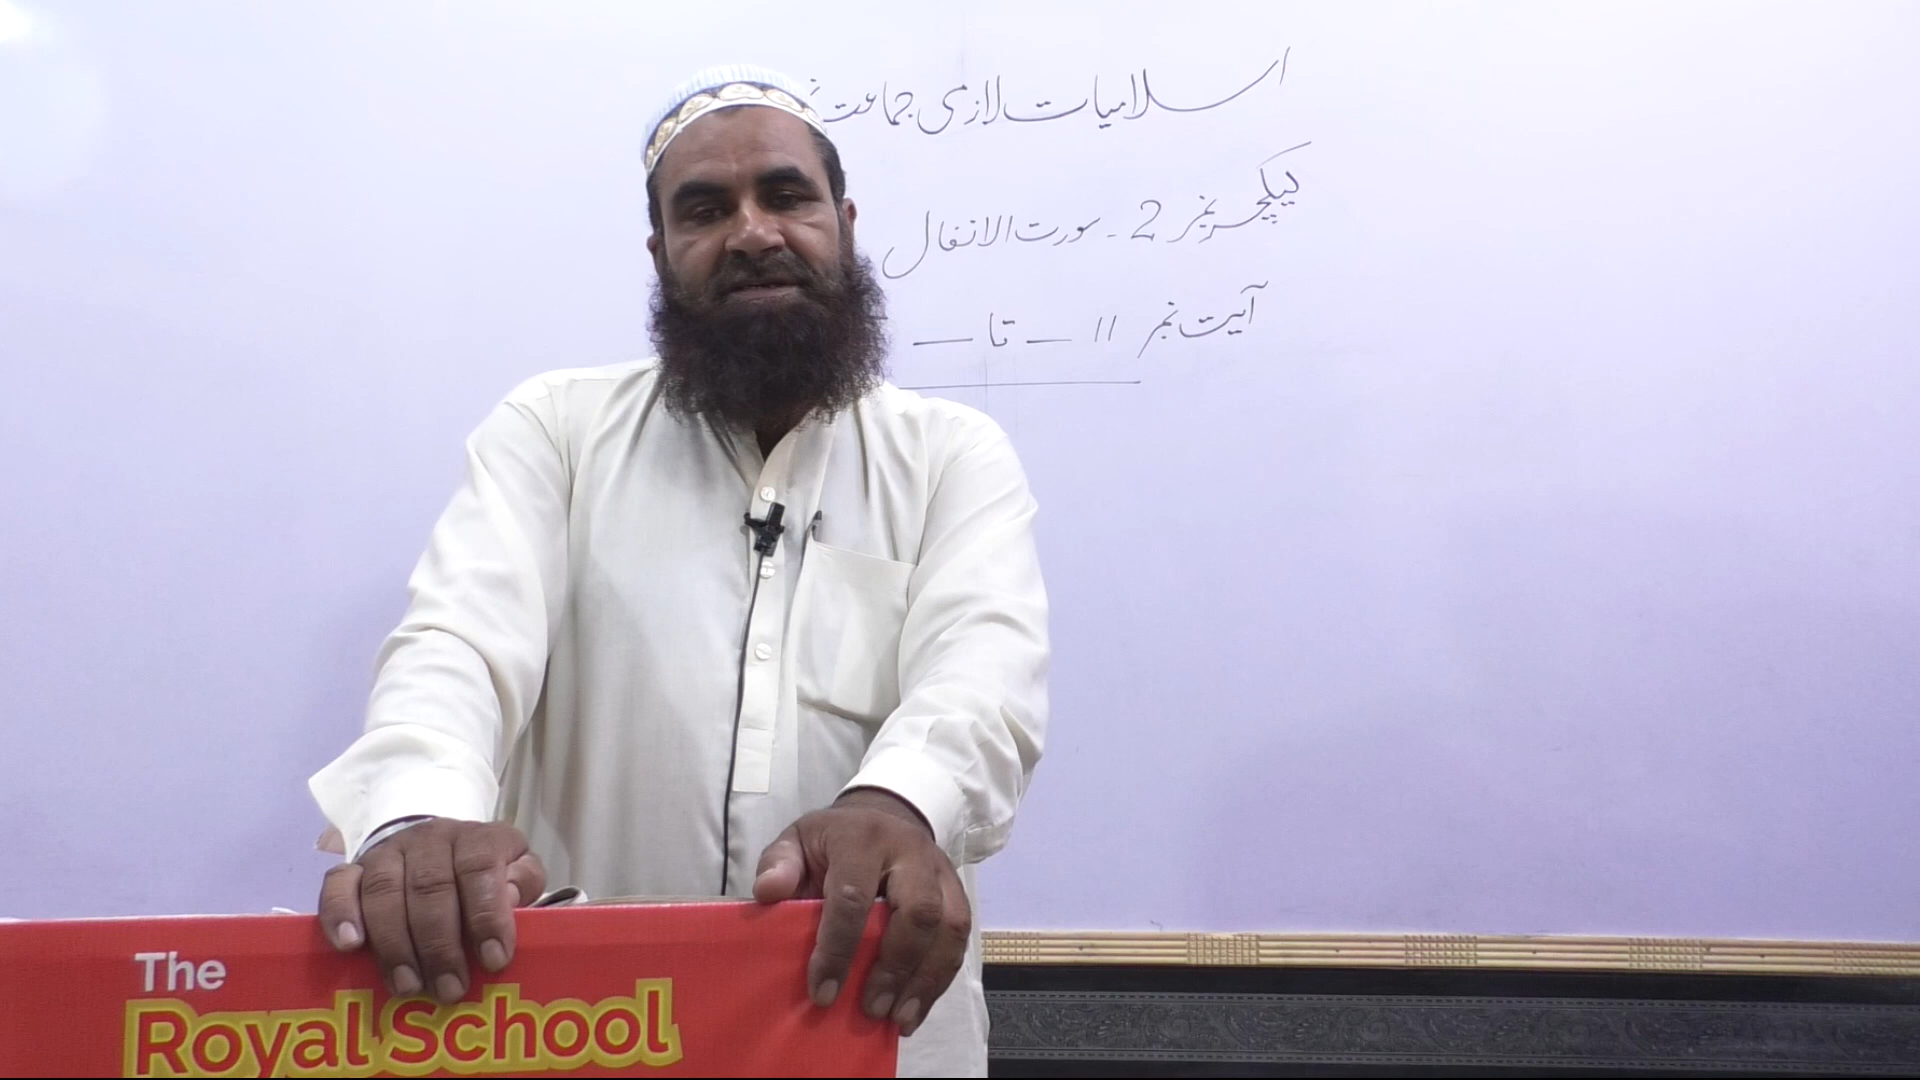 اسلامیات لازمی جماعت
لیکچر نمبر 2 - سورت الانفال
آیت نمبر 11 — تا —
The
Royal School